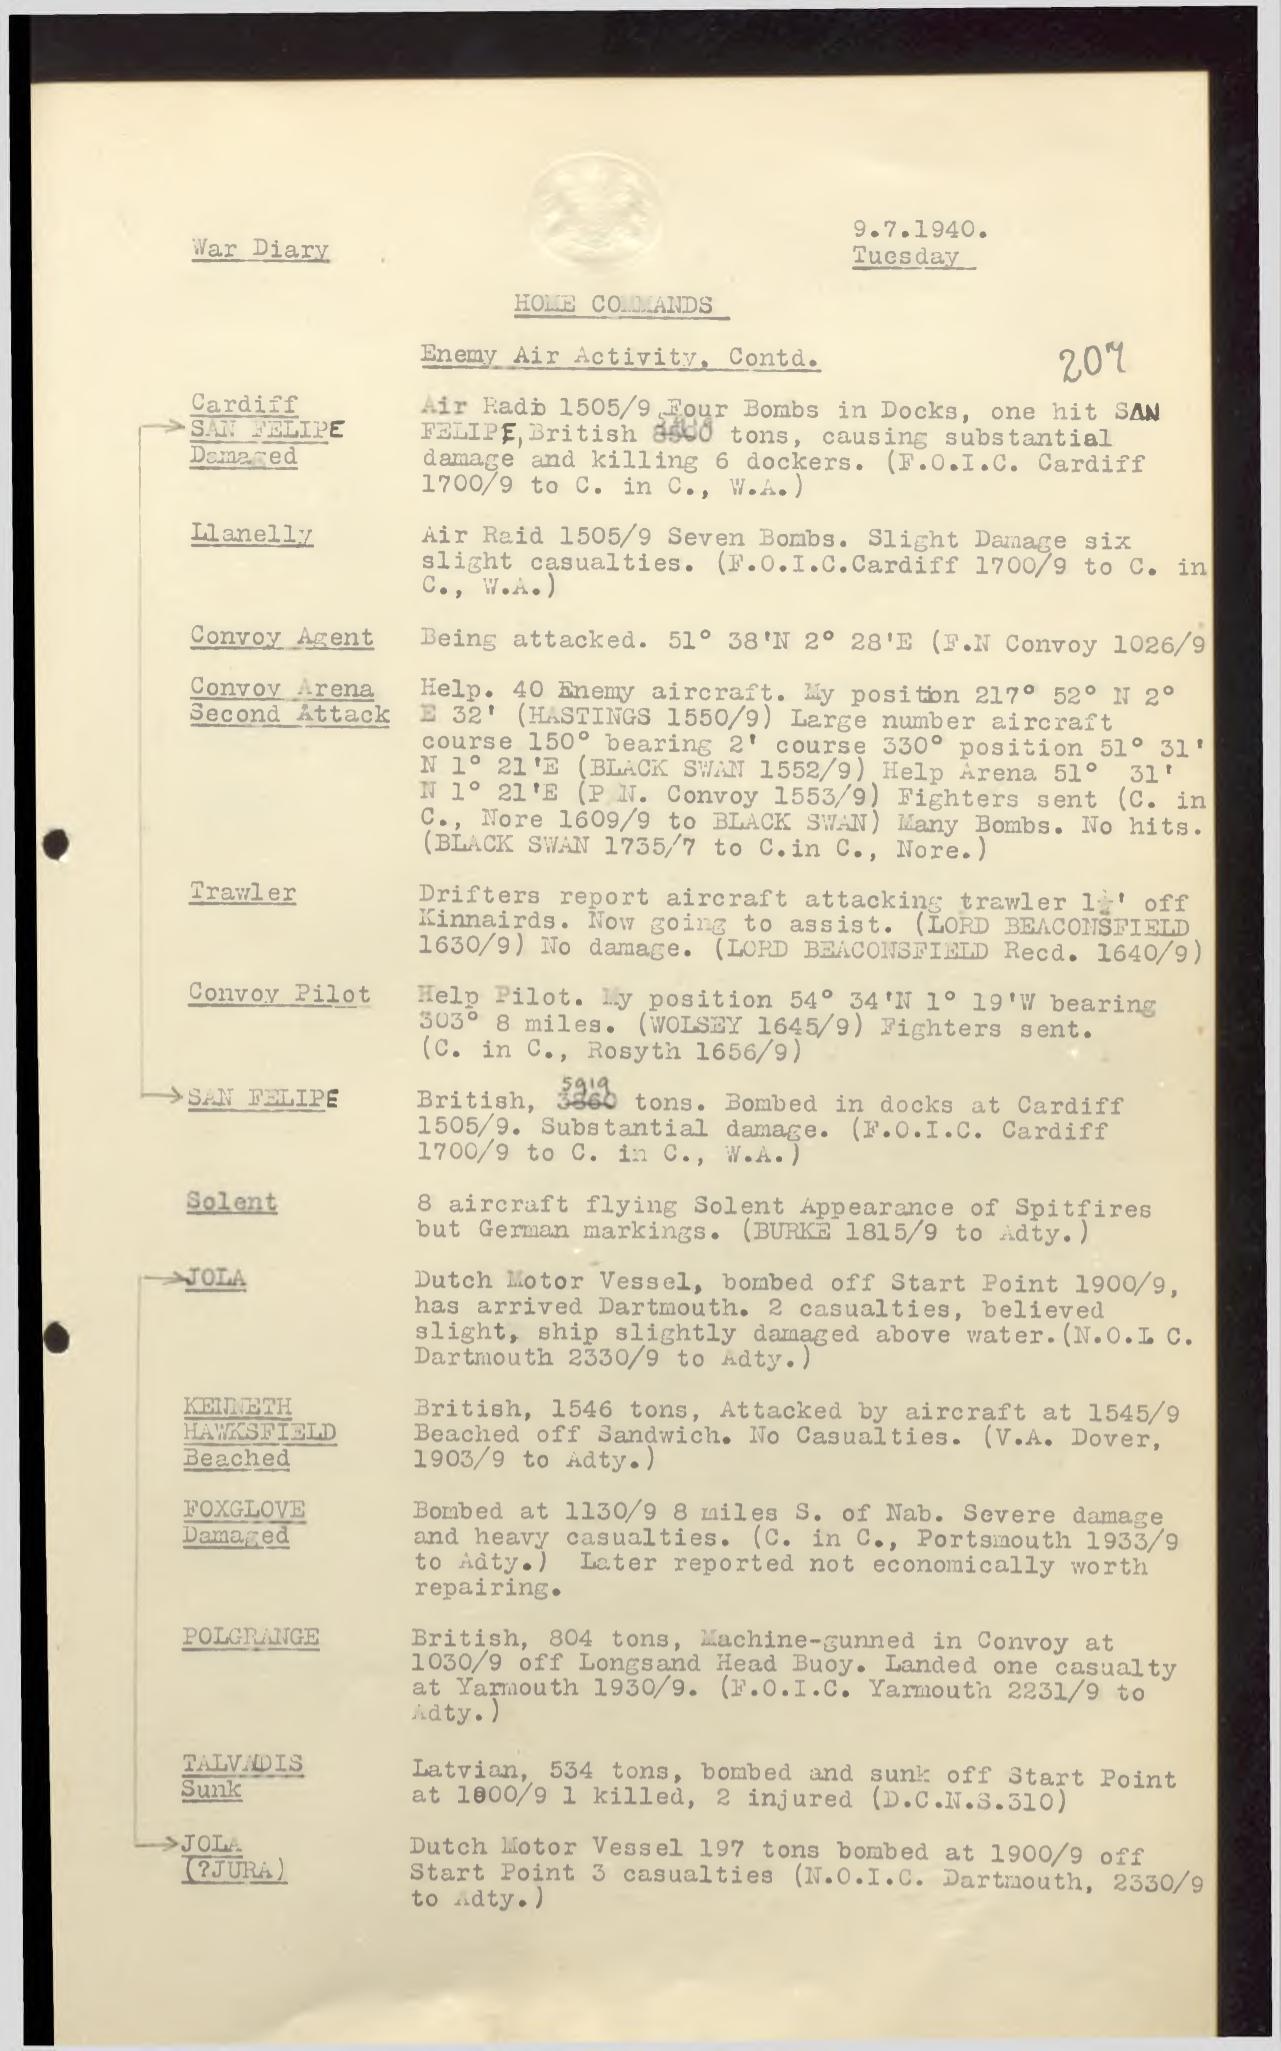 War Diary
9.7.1940.
Tuesday
HOME COMMANDS
Enemy Air Activity, Contd.
207
Cardiff
SAN FELIPE
Damaged
Air Radio 1505/9 Four Bombs in Docks, one hit SAN
FELIPE, British tons, causing substantial
damage and killing 6 dockers. (F.O.I.C. Cardiff
1700/9 to C. in C., W.A.)
Llanelly
Air Raid 1505/9 Seven Bombs. Slight Damage six
slight casualties. (F.O.I.C.Cardiff 1700/9 to C. in
C., W.A.)
Convoy Agent
Being attacked. 51° 38'N 2° 28'E (F.N Convoy 1026/9
Convoy Arena
Second Attack
Help. 40 Enemy aircraft. My position 217° 52° N 2°
E 32' (HASTINGS 1550/9) Large number aircraft
course 150° bearing 2' course 330° position 51° 31'
N 1° 21'E (BLACK SWAN 1552/9) Help Arena 51° 31'
N 1° 21'E (P N. Convoy 1553/9) Fighters sent (C. in
C., Nore 1609/9 to BLACK SWAN) Many Bombs. No hits.
(BLACK SWAN 1735/7 to C.in C., Nore.)
Trawler
Drifters report aircraft attacking trawler 1½' off
Kinnairds. Now going to assist. (LORD BEACONSFIELD
1630/9) No damage. (LORD BEACONSFIELD Recd. 1640/9)
Convoy Pilot
Help Pilot. My position 54° 34'N 1° 19'W bearing
303° 8 miles. (WOLSEY 1645/9) Fighters sent.
(C. in C., Rosyth 1656/9)
SAN FELIPE
5919
British, 3860 tons. Bombed in docks at Cardiff
1505/9. Substantial damage. (F.O.I.C. Cardiff
1700/9 to C. in C., W.A.)
Solent
8 aircraft flying Solent Appearance of Spitfires
but German markings. (BURKE 1815/9 to Adty.)
JOLA
Dutch Motor Vessel, bombed off Start Point 1900/9,
has arrived Dartmouth. 2 casualties, believed
slight, ship slightly damaged above water.(N.O.I C.
Dartmouth 2330/9 to Adty.)
KENNETH
HAWKSFIELD
Beached
British, 1546 tons, Attacked by aircraft at 1545/9
Beached off Sandwich. No Casualties. (V.A. Dover,
1903/9 to Adty.)
FOXGLOVE
Damaged
Bombed at 1130/9 8 miles S. of Nab. Severe damage
and heavy casualties. (C. in C., Portsmouth 1933/9
to Adty.) Later reported not economically worth
repairing.
POLGRANGE
British, 804 tons, Machine-gunned in Convoy at
1030/9 off Longsand Head Buoy. Landed one casualty
at Yarmouth 1930/9. (F.O.I.C. Yarmouth 2231/9 to
Adty.)
TALVADIS
Sunk
Latvian, 534 tons, bombed and sunk off Start Point
at 1800/9 1 killed, 2 injured (D.C.N.S.310)
JOLA
(?JURA)
Dutch Motor Vessel 197 tons bombed at 1900/9 off
Start Point 3 casualties (N.O.I.C. Dartmouth, 2330/9
to Adty.)